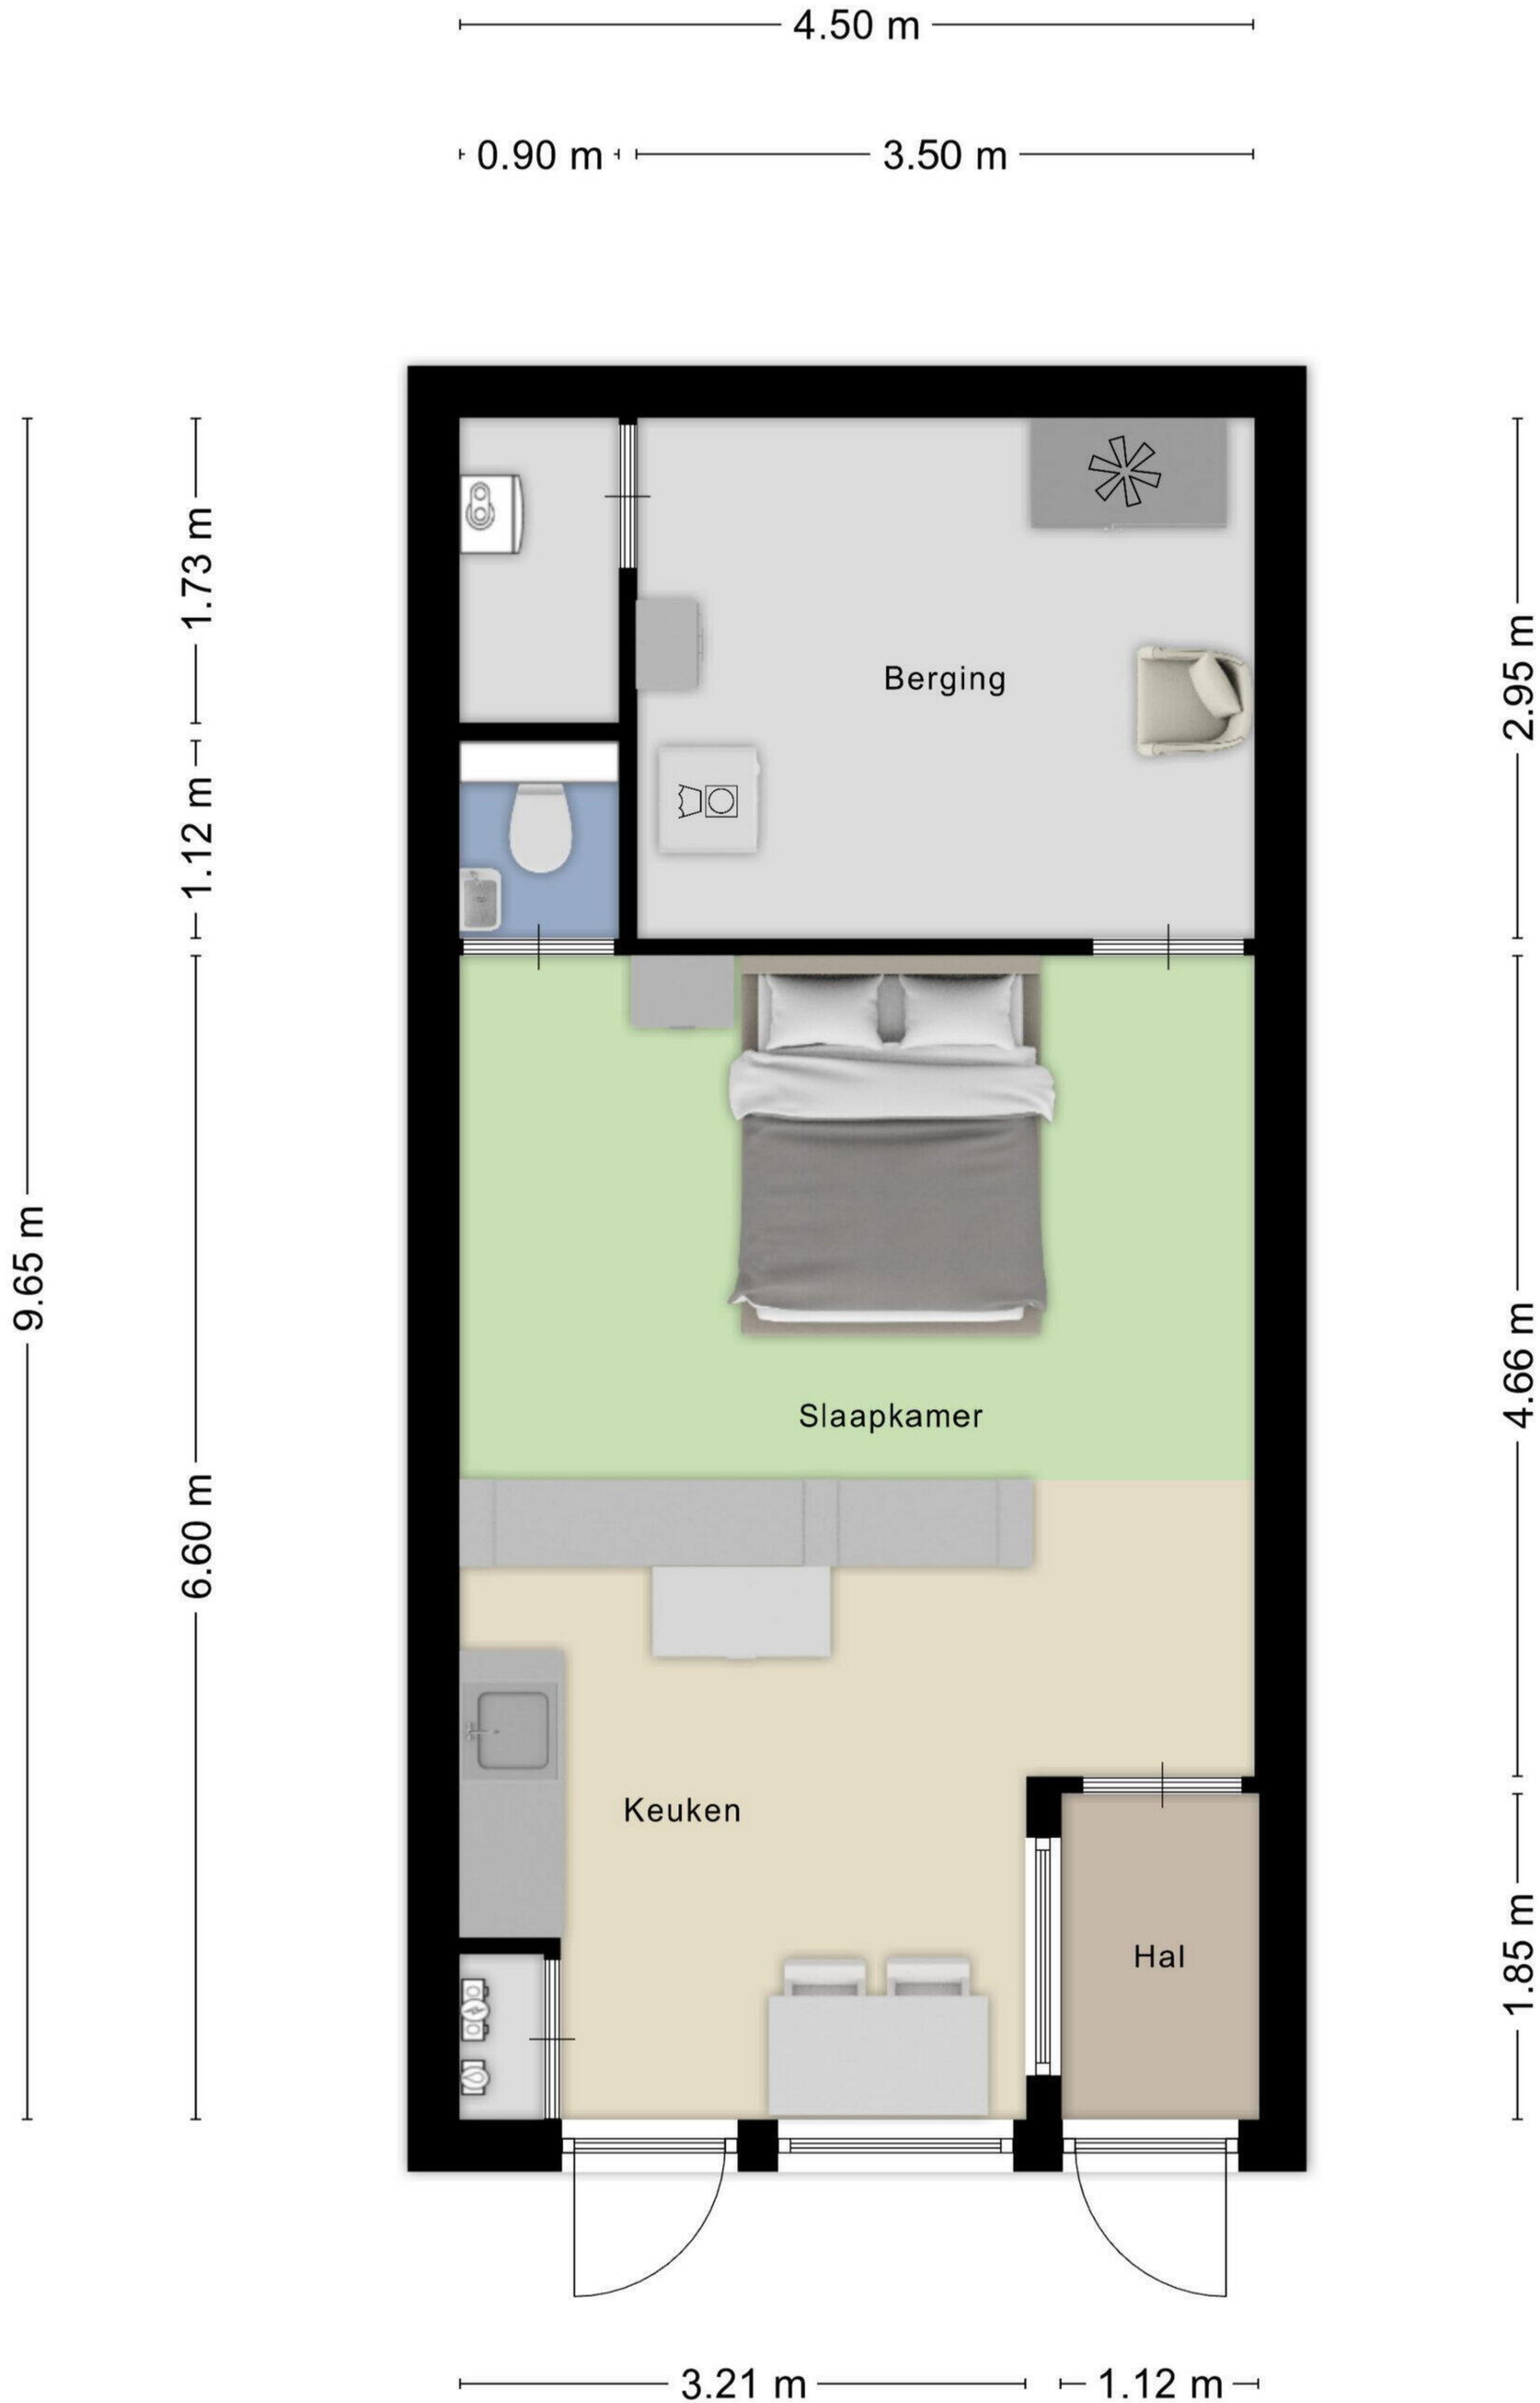 4.50 m
0.90 m
3.50 m
1.73 m
1.12 m
2.95 m
Berging
9.65 m
6.60 m
4.66 m
Slaapkamer
Keuken
Hal
1.85 m
3.21 m
1.12 m